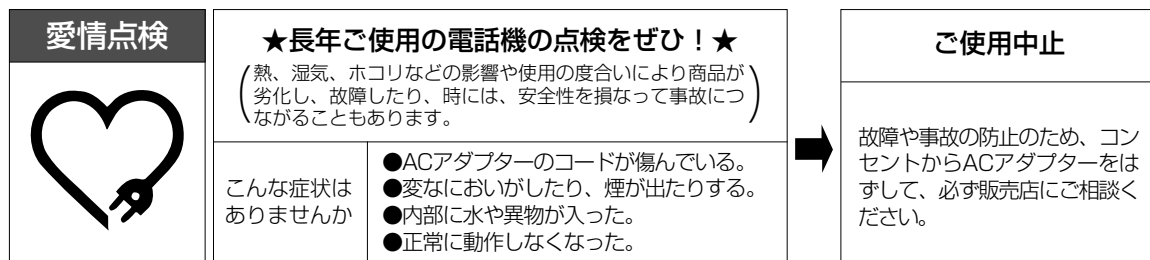 愛情点検
★長年ご使用の電話機の点検をぜひ！★
(熱、湿気、ホコリなどの影響や使用の度合いにより商品が
劣化し、故障したり、時には、安全性を損なって事故につ
ながることもあります。)
こんな症状は
ありませんか
●ACアダプターのコードが傷んでいる。
●変なにおいがしたり、煙が出たりする。
●内部に水や異物が入った。
●正常に動作しなくなった。
ご使用中止
故障や事故の防止のため、コン
セントからACアダプターをは
ずして、必ず販売店にご相談く
ださい。